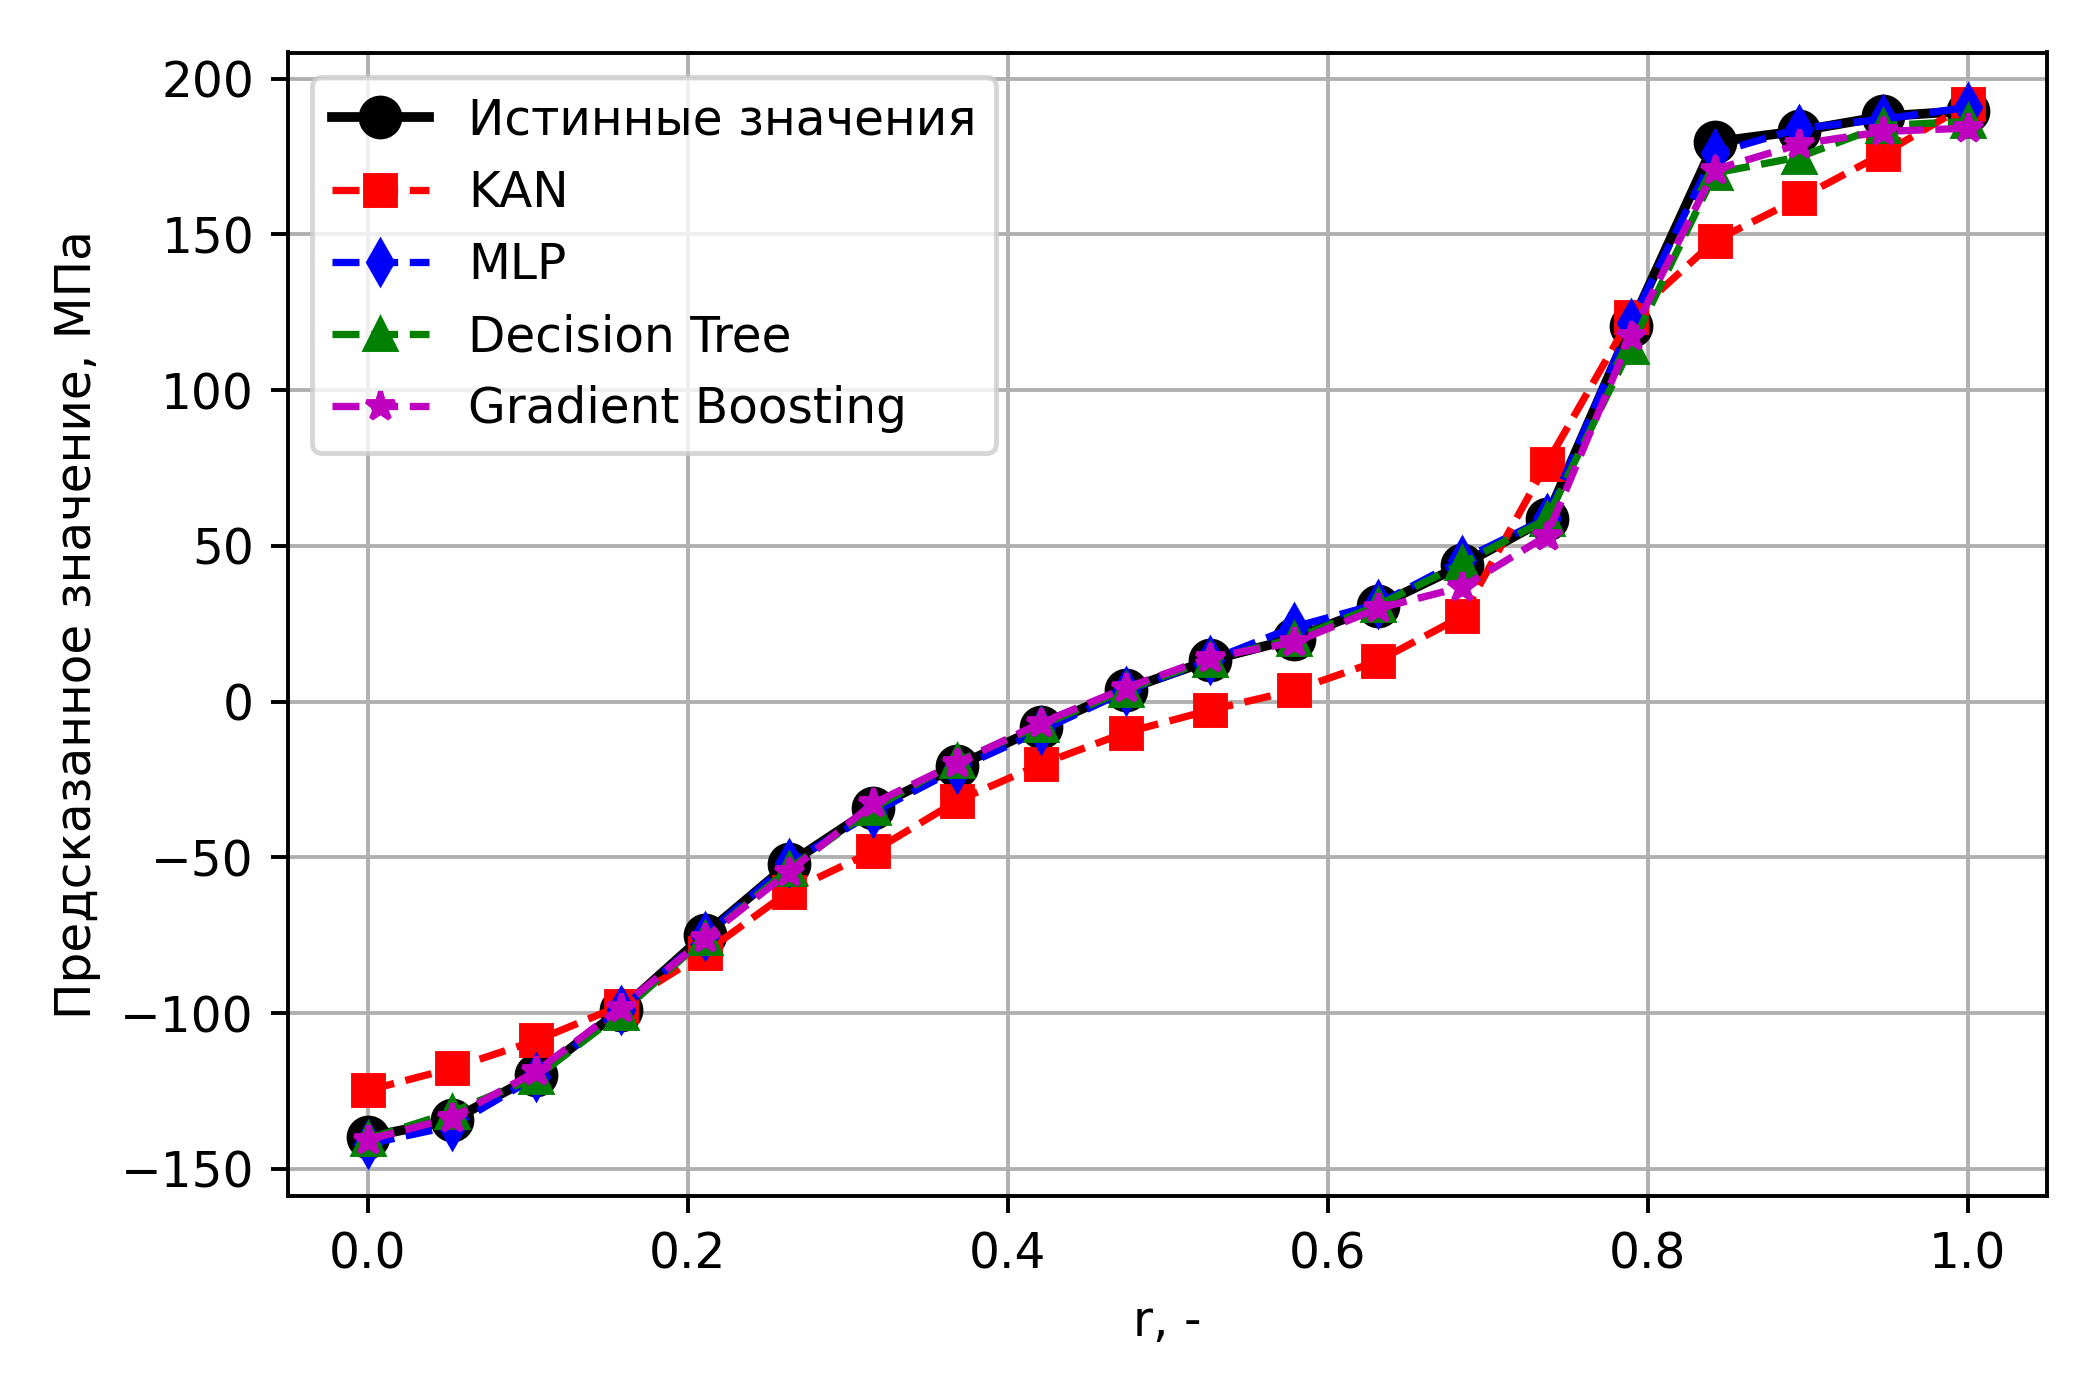 Предсказанное значение, МПа
200
150
100
50
0
−50
−100
−150
Истинные значения
KAN
MLP
Decision Tree
Gradient Boosting
0.0 0.2 0.4 0.6 0.8 1.0
r, -